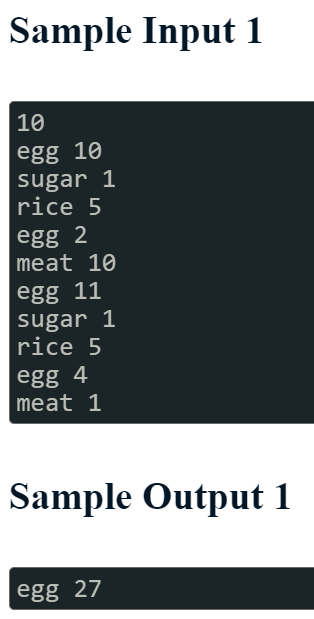 Sample Input 1
10
egg 10
sugar 1
rice 5
egg 2
meat 10
egg 11
sugar 1
rice 5
egg 4
meat 1
Sample Output 1
egg 27